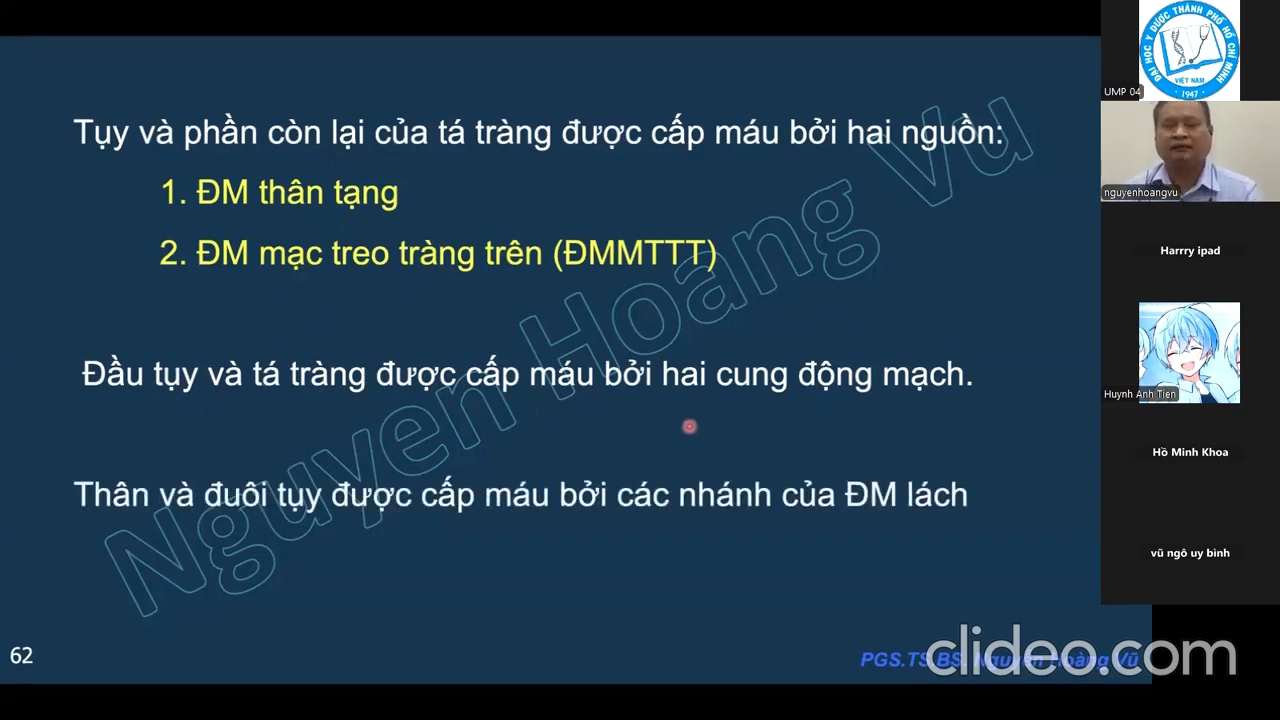 Tụy và phần còn lại của tá tràng được cấp máu bởi hai nguồn:
1. ĐM thân tạng
2. ĐM mạc treo tràng trên (ĐMMTTT)
Đầu tụy và tá tràng được cấp máu bởi hai cung động mạch.
Thân và đuôi tụy được cấp máu bởi các nhánh của ĐM lách
Nguyen Hoang Vu
62
PGS.TS.BS. Nguyễn Hoàng Vũ
clideo.com
ĐẠI HỌC Y DƯỢC THÀNH PHỐ HỒ CHÍ MINH
VIỆT NAM
1947
UMP 04
nguyenhoangvu
Harrry ipad
Huynh Anh Tien
Hồ Minh Khoa
vũ ngô uy bình